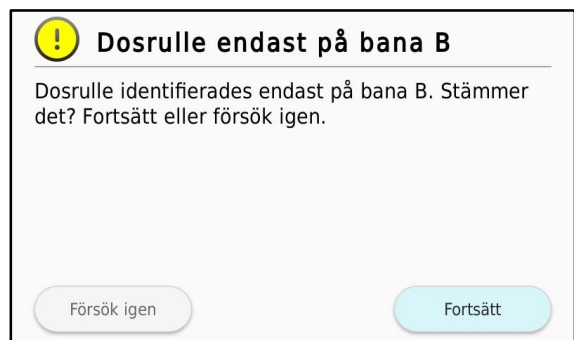 Dosrulle endast på bana B
Dosrulle identifierades endast på bana B. Stämmer
det? Fortsätt eller försök igen.
Försök igen
Fortsätt